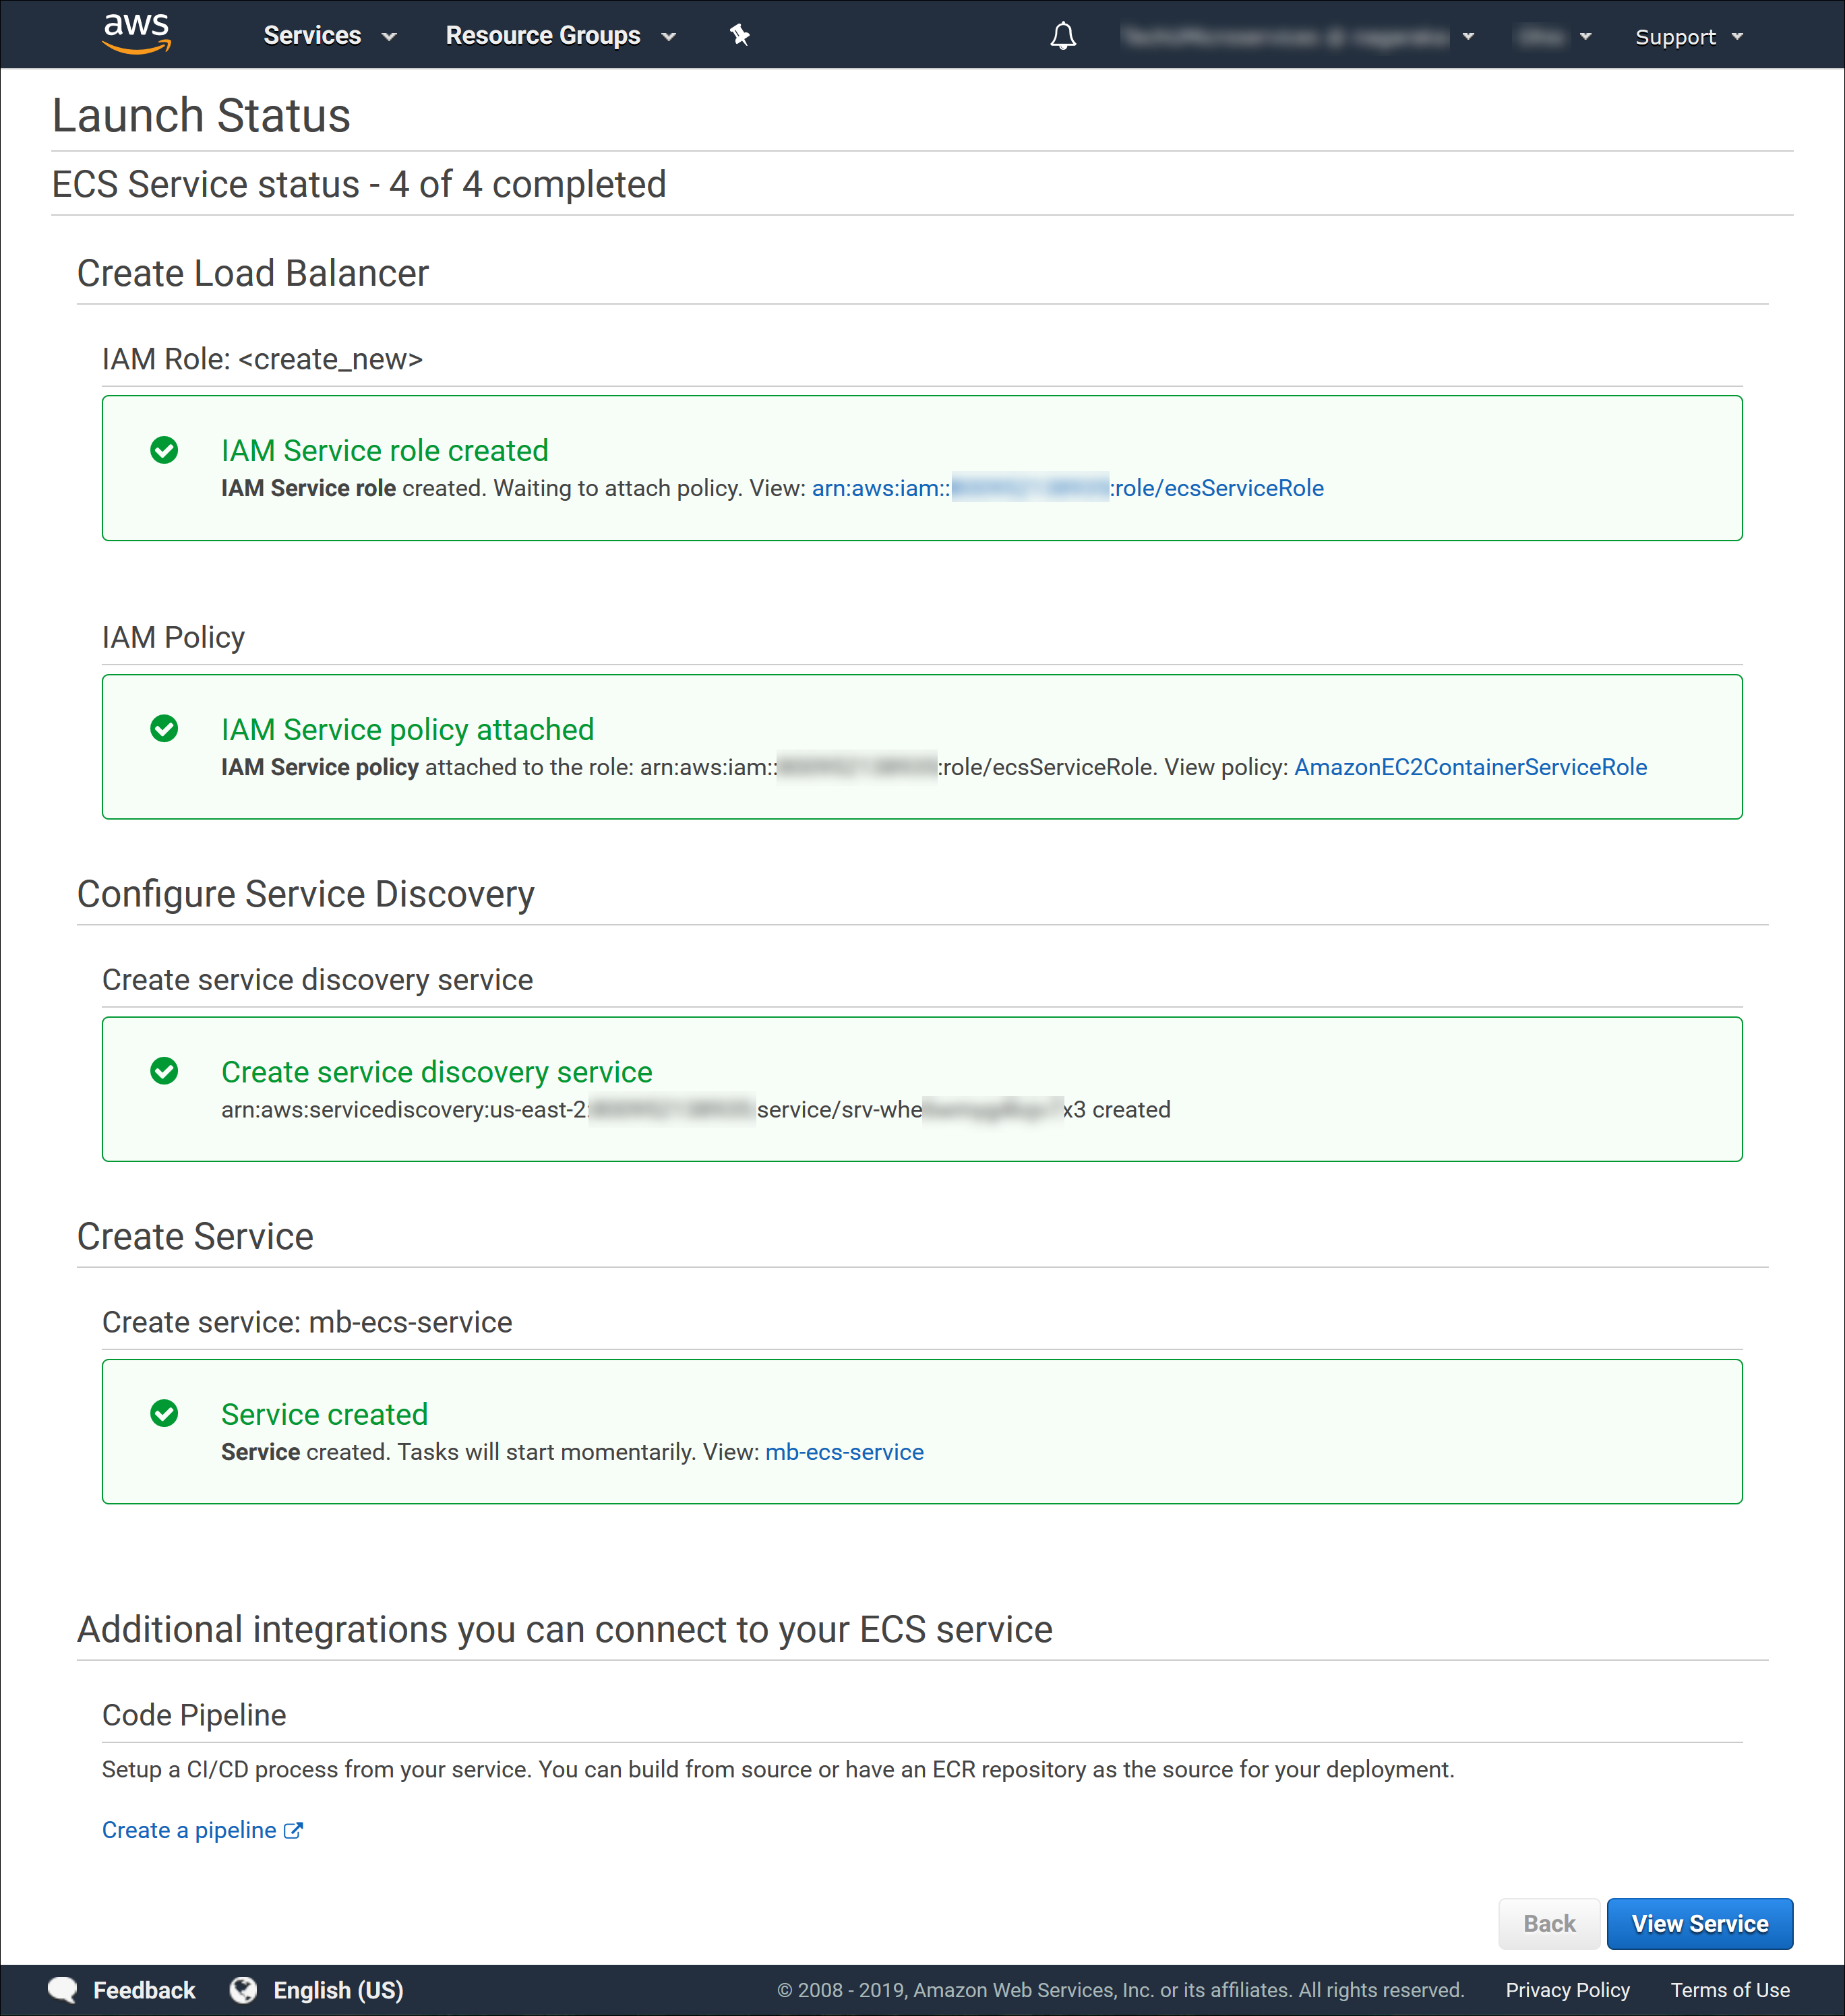 aws Services Resource Groups Support
Launch Status
ECS Service status - 4 of 4 completed
Create Load Balancer
IAM Role: <create_new>
IAM Service role created
IAM Service role created. Waiting to attach policy. View: arn:aws:iam:: :role/ecsServiceRole
IAM Policy
IAM Service policy attached
IAM Service policy attached to the role: arn:aws:iam:: :role/ecsServiceRole. View policy: AmazonEC2ContainerServiceRole
Configure Service Discovery
Create service discovery service
Create service discovery service
arn:aws:servicediscovery:us-east-2: service/srv-whe x3 created
Create Service
Create service: mb-ecs-service
Service created
Service created. Tasks will start momentarily. View: mb-ecs-service
Additional integrations you can connect to your ECS service
Code Pipeline
Setup a CI/CD process from your service. You can build from source or have an ECR repository as the source for your deployment.
Create a pipeline
Back View Service
Feedback English (US) © 2008 - 2019, Amazon Web Services, Inc. or its affiliates. All rights reserved. Privacy Policy Terms of Use